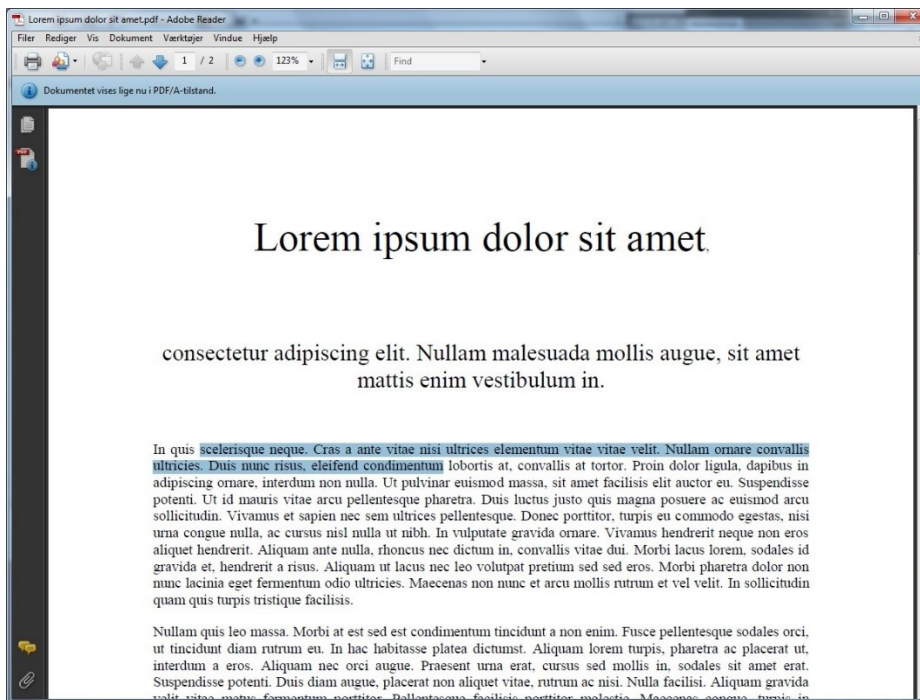 Lorem ipsum dolor sit amet.pdf - Adobe Reader
Filer Rediger Vis Dokument Værktøjer Vindue Hjælp
1 / 2 123% Find
Dokumentet vises lige nu i PDF/A-tilstand.
Lorem ipsum dolor sit amet,
consectetur adipiscing elit. Nullam malesuada mollis augue, sit amet
mattis enim vestibulum in.
In quis scelerisque neque. Cras a ante vitae nisi ultrices elementum vitae vitae velit. Nullam ornare convallis
ultricies. Duis nunc risus, eleifend condimentum lobortis at, convallis at tortor. Proin dolor ligula, dapibus in
adipiscing ornare, interdum non nulla. Ut pulvinar euismod massa, sit amet facilisis elit auctor eu. Suspendisse
potenti. Ut id mauris vitae arcu pellentesque pharetra. Duis luctus justo quis magna posuere ac euismod arcu
sollicitudin. Vivamus et sapien nec sem ultrices pellentesque. Donec porttitor, turpis eu commodo egestas, nisi
urna congue nulla, ac cursus nisl nulla ut nibh. In vulputate gravida ornare. Vivamus hendrerit neque non eros
aliquet hendrerit. Aliquam ante nulla, rhoncus nec dictum in, convallis vitae dui. Morbi lacus lorem, sodales id
gravida et, hendrerit a risus. Aliquam ut lacus nec leo volutpat pretium sed sed eros. Morbi pharetra dolor non
nunc lacinia eget fermentum odio ultricies. Maecenas non nunc et arcu mollis rutrum et vel velit. In sollicitudin
quam quis turpis tristique facilisis.
Nullam quis leo massa. Morbi at est sed est condimentum tincidunt a non enim. Fusce pellentesque sodales orci,
ut tincidunt diam rutrum eu. In hac habitasse platea dictumst. Aliquam lorem turpis, pharetra ac placerat ut,
interdum a eros. Aliquam nec orci augue. Praesent urna erat, cursus sed mollis in, sodales sit amet erat.
Suspendisse potenti. Duis diam augue, placerat non aliquet vitae, rutrum ac nisi. Nulla facilisi. Aliquam gravida
velit vitae metus fermentum porttitor. Pellentesque facilisis porttitor molestie. Maecenas congue, turpis in